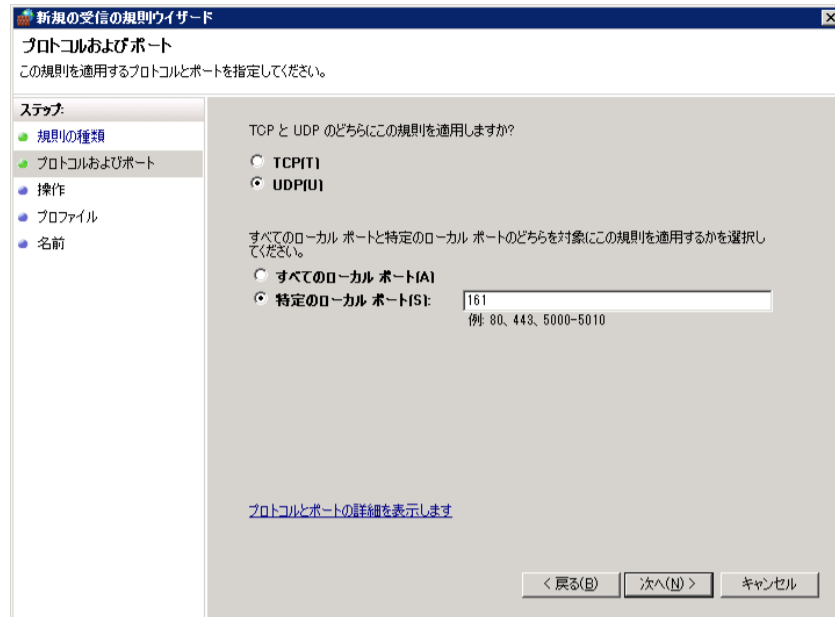 新規の受信の規則ウィザード
プロトコルおよびポート
この規則を適用するプロトコルとポートを指定してください。
ステップ:
規則の種類
プロトコルおよびポート
操作
プロファイル
名前
TCP と UDP のどちらにこの規則を適用しますか?
TCP(T)
UDP(U)
すべてのローカル ポートと特定のローカル ポートのどちらを対象にこの規則を適用するかを選択し
てください。
すべてのローカル ポート(A)
特定のローカル ポート(S): 161
例: 80、443、5000-5010
プロトコルとポートの詳細を表示します
< 戻る(B) 次へ(N) > キャンセル